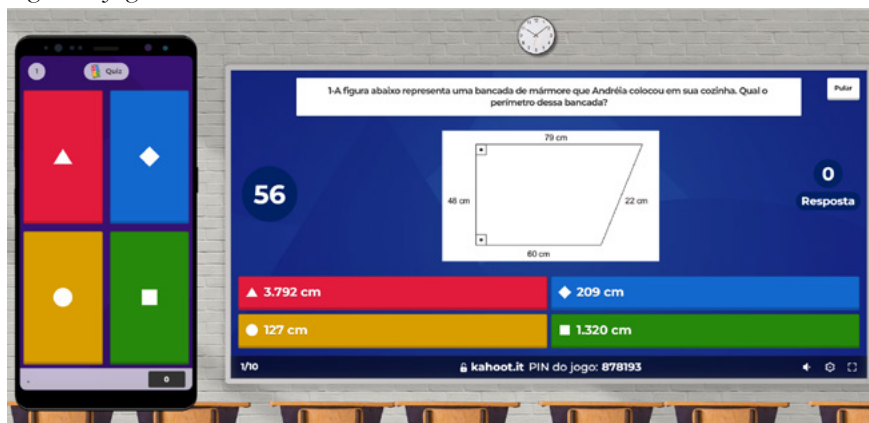 1
Quiz
0
1-A figura abaixo representa uma bancada de mármore que Andréia colocou em sua cozinha. Qual o
perímetro dessa bancada?
Pular
56
79 cm
48 cm
22 cm
60 cm
0
Resposta
3.792 cm
209 cm
127 cm
1.320 cm
1/10
kahoot.it PIN do jogo: 878193